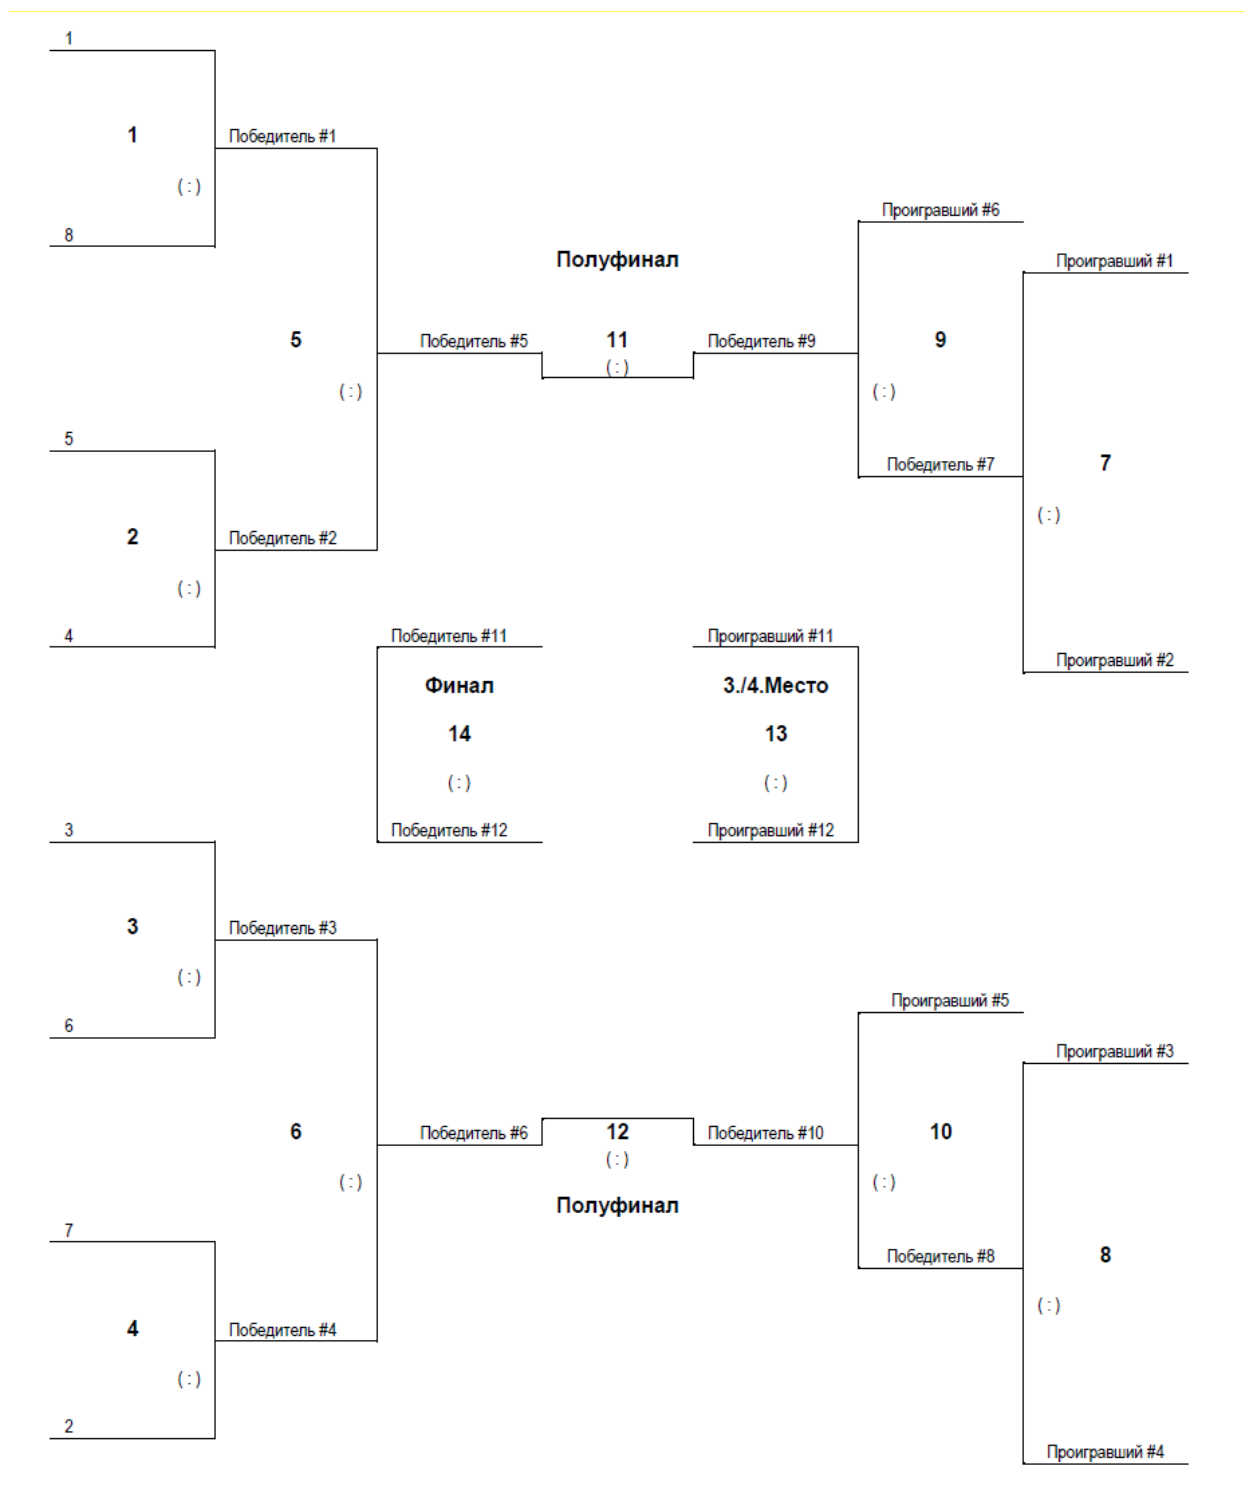 1
1
Победитель #1
( : )
8
Проигравший #6
Полуфинал
Проигравший #1
5
Победитель #5
11
( : )
Победитель #9
9
( : )
( : )
5
Победитель #7
7
( : )
2
Победитель #2
( : )
4
Победитель #11
Проигравший #11
Проигравший #2
Финал
3./4.Место
14
13
( : )
( : )
3
Победитель #12
Проигравший #12
3
Победитель #3
( : )
Проигравший #5
6
Проигравший #3
6
Победитель #6
12
( : )
Победитель #10
10
( : )
( : )
Полуфинал
7
Победитель #8
8
( : )
4
Победитель #4
( : )
2
Проигравший #4